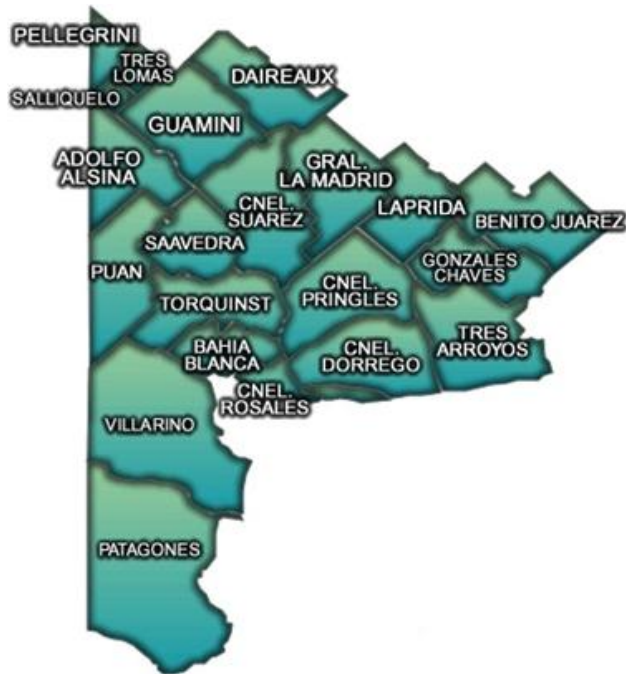 PELLEGRINI
TRES
LOMAS
DAIREAUX
SALLIQUELO
GUAMINI
ADOLFO
ALSINA
GRAL.
LA MADRID
CNEL.
SUAREZ
LAPRIDA
BENITO JUAREZ
SAAVEDRA
GONZALES
CHAVES
PUAN
CNEL.
PRINGLES
TORQUINST
TRES
ARROYOS
BAHIA
BLANCA
CNEL.
DORREGO
CNEL.
ROSALES
VILLARINO
PATAGONES